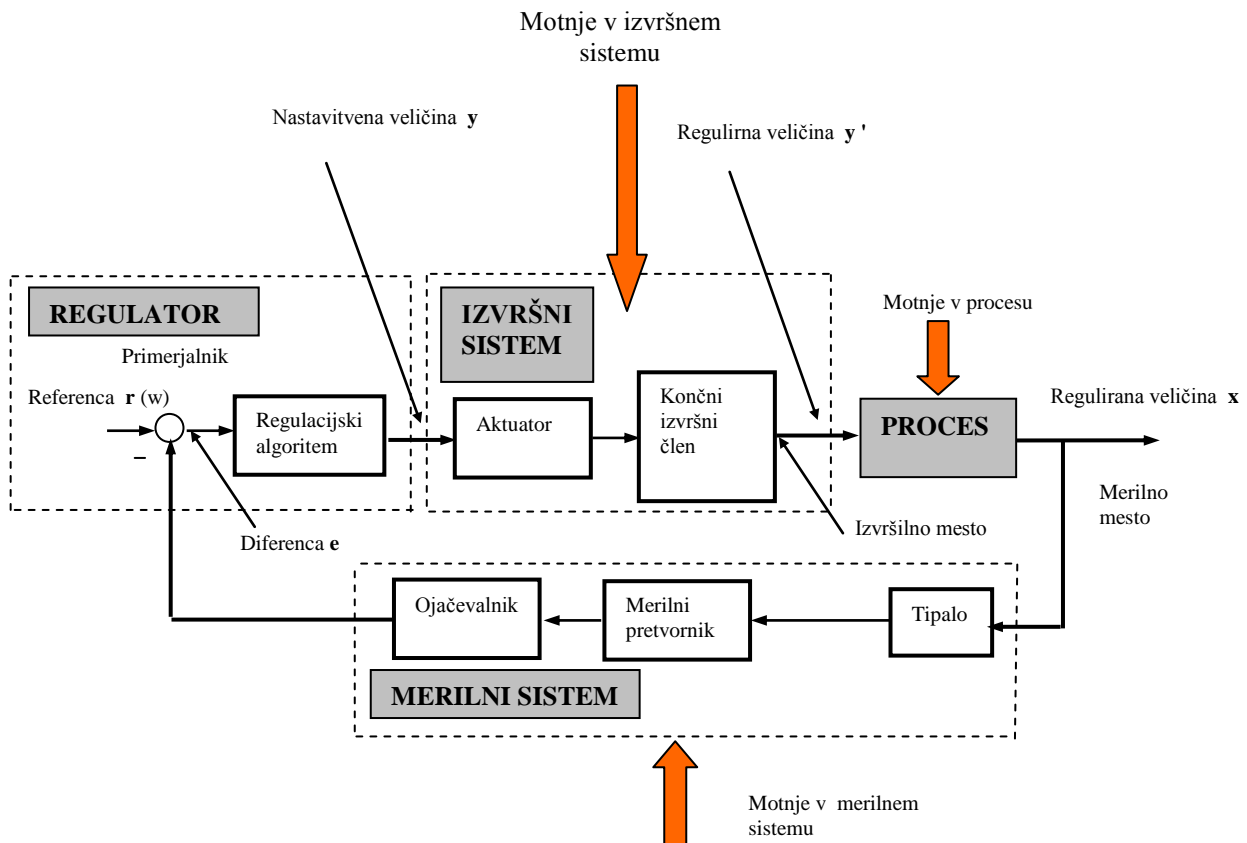 Motnje v izvršnem
sistemu
Nastavitvena veličina y
Regulirna veličina y '
REGULATOR
Primerjalnik
Referenca r (w)
–
Regulacijski
algoritem
Diferenca e
IZVRŠNI
SISTEM
Aktuator
Končni
izvršni
člen
Izvršilno mesto
Motnje v procesu
PROCES
Regulirana veličina x
Merilno
mesto
Ojačevalnik
Merilni
pretvornik
Tipalo
MERILNI SISTEM
Motnje v merilnem
sistemu